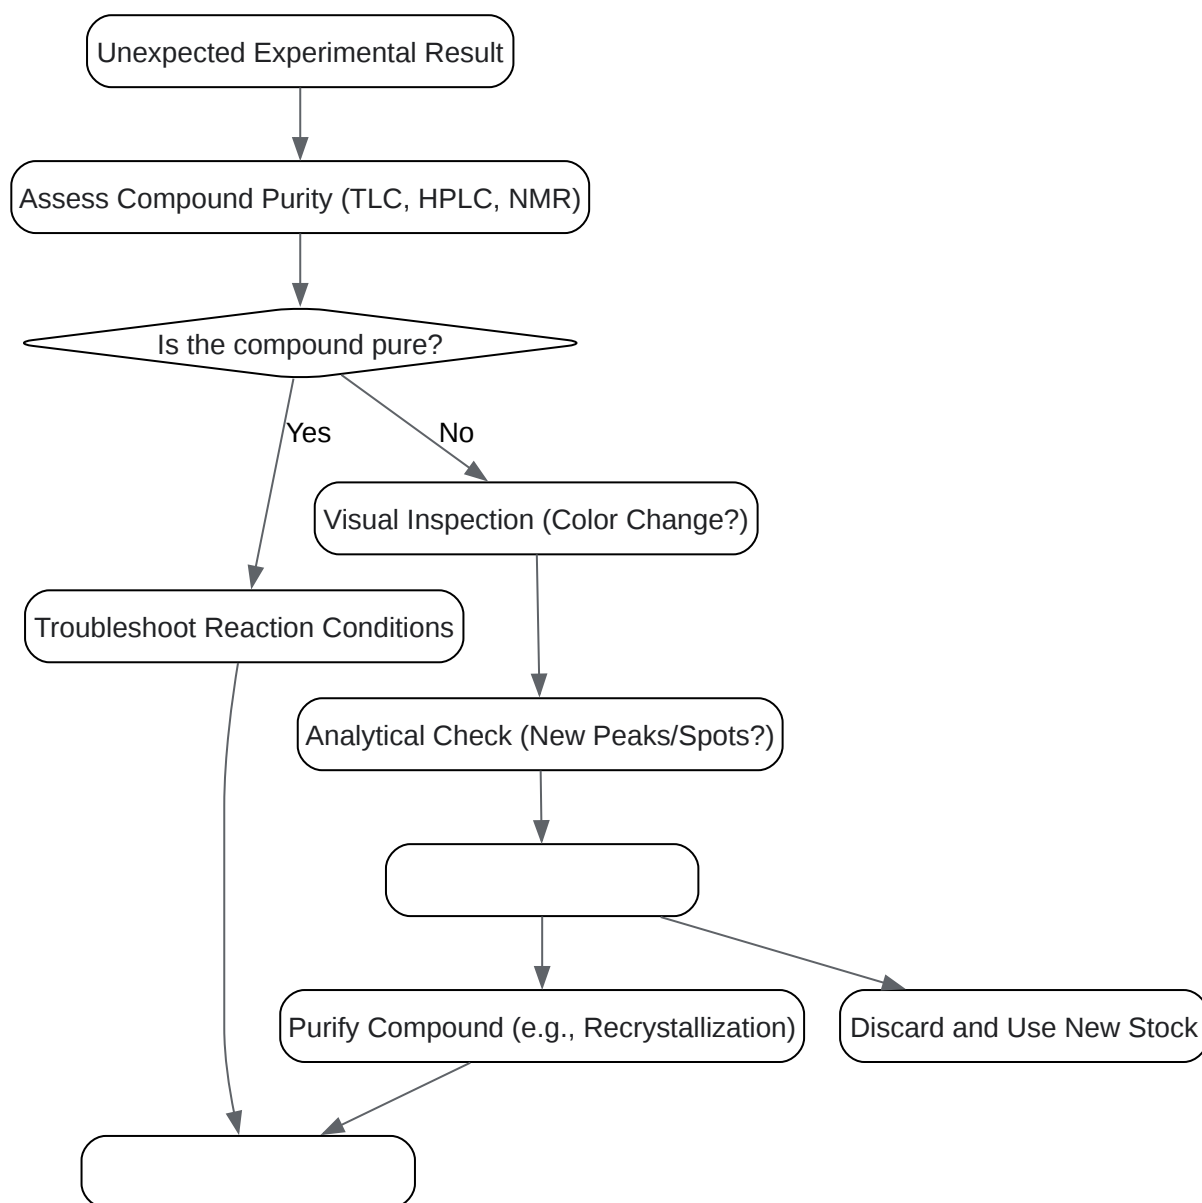 Unexpected Experimental Result
Assess Compound Purity (TLC, HPLC, NMR)
Is the compound pure?
Yes
No
Visual Inspection (Color Change?)
Troubleshoot Reaction Conditions
Analytical Check (New Peaks/Spots?)
Purify Compound (e.g., Recrystallization)
Discard and Use New Stock